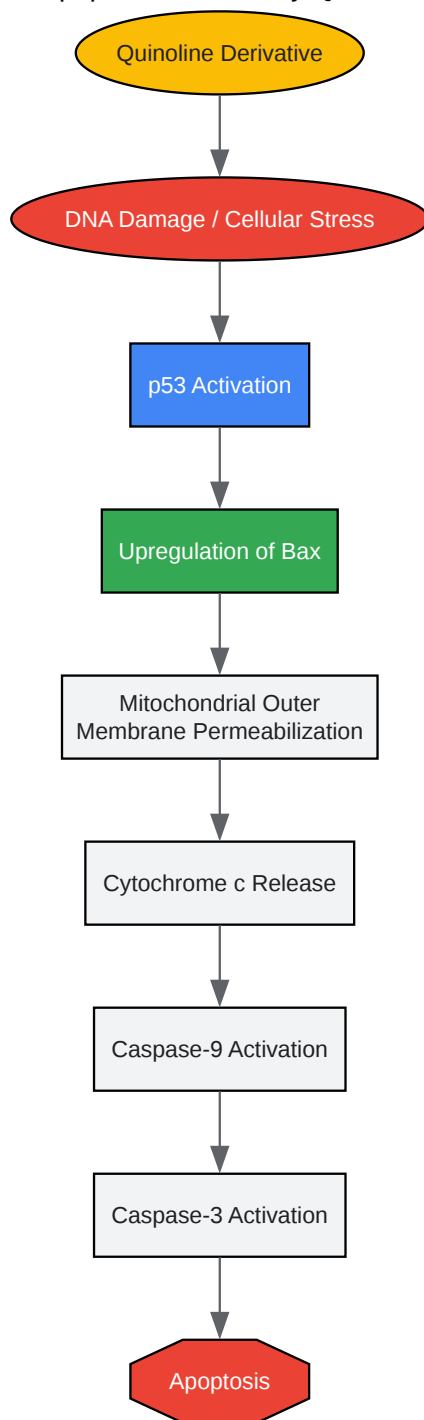 Quinoline Derivative
DNA Damage / Cellular Stress
p53 Activation
Upregulation of Bax
Mitochondrial Outer
Membrane Permeabilization
Cytochrome c Release
Caspase-9 Activation
Caspase-3 Activation
Apoptosis